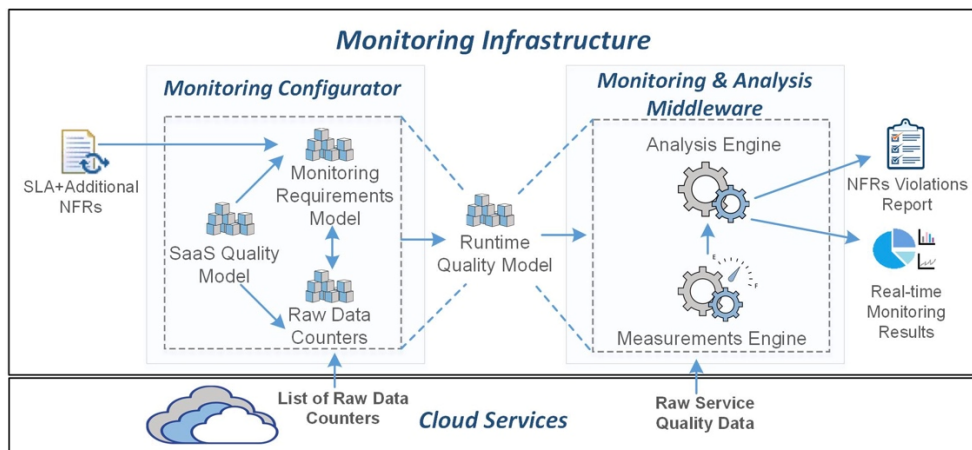 Monitoring Infrastructure
Monitoring Configurator
Monitoring & Analysis
Middleware
SLA+Additional
NFRs
Monitoring
Requirements
Model
SaaS Quality
Model
Raw Data
Counters
Runtime
Quality Model
Analysis Engine
E
F
Measurements Engine
NFRs Violations
Report
Real-time
Monitoring
Results
List of Raw Data
Counters
Cloud Services
Raw Service
Quality Data